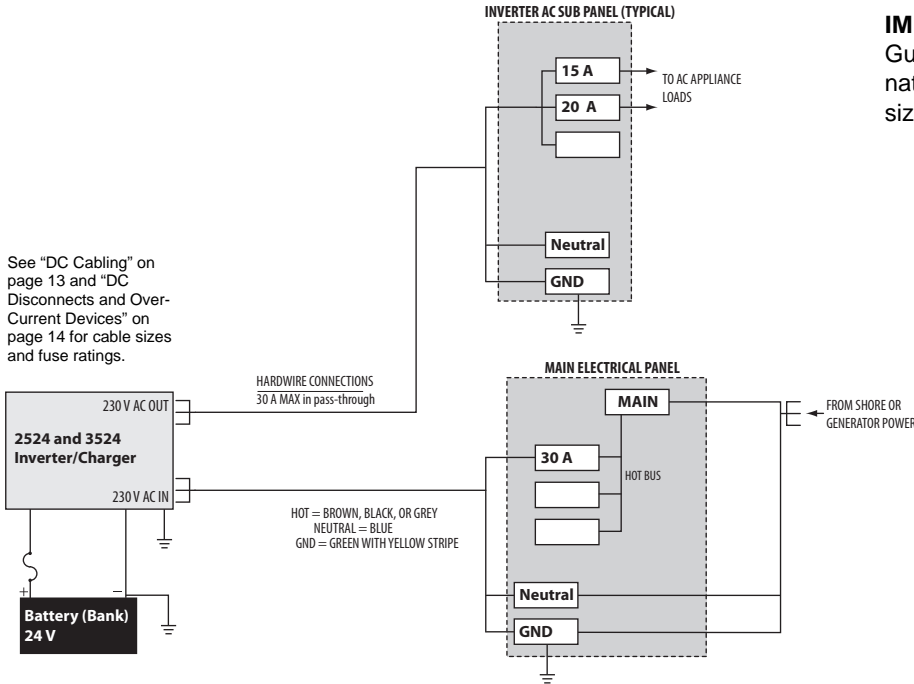 INVERTER AC SUB PANEL (TYPICAL)
15 A
20 A
TO AC APPLIANCE
LOADS
Neutral
GND
See “DC Cabling” on
page 13 and “DC
Disconnects and Over-
Current Devices” on
page 14 for cable sizes
and fuse ratings.
HARDWIRE CONNECTIONS
30 A MAX in pass-through
230 V AC OUT
2524 and 3524
Inverter/Charger
230 V AC IN
HOT = BROWN, BLACK, OR GREY
NEUTRAL = BLUE
GND = GREEN WITH YELLOW STRIPE
+
–
Battery (Bank)
24 V
MAIN ELECTRICAL PANEL
MAIN
30 A
HOT BUS
Neutral
GND
FROM SHORE OR
GENERATOR POWER
IM
Gu
nat
siz